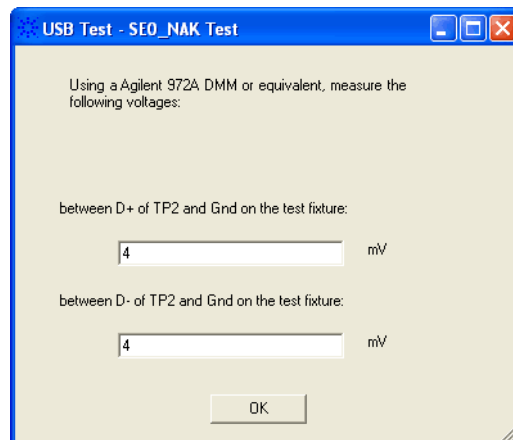 USB Test - SE0_NAK Test
Using a Agilent 972A DMM or equivalent, measure the
following voltages:
between D+ of TP2 and Gnd on the test fixture:
4 mV
between D- of TP2 and Gnd on the test fixture:
4 mV
OK